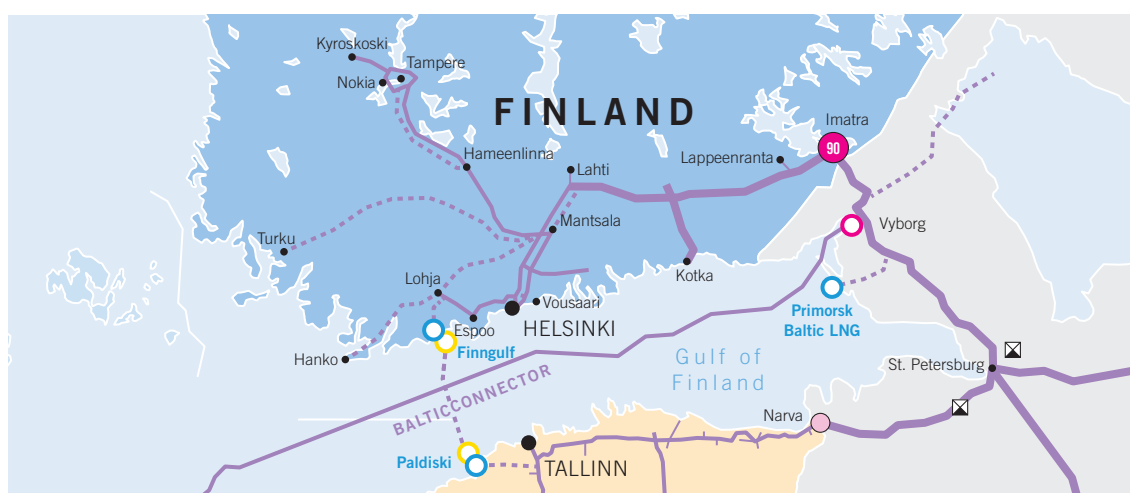 Kyroskoski
Tampere
Nokia
FINLAND
Imatra
90
Hameenlinna
Lahti
Lappeenranta
Mantsala
Vyborg
Turku
Kotka
Lohja
Vousaari
Primorsk
Baltic LNG
Espoo
HELSINKI
Finngulf
Hanko
Gulf of
Finland
St. Petersburg
BALTICCONNECTOR
Narva
Paldiski
TALLINN